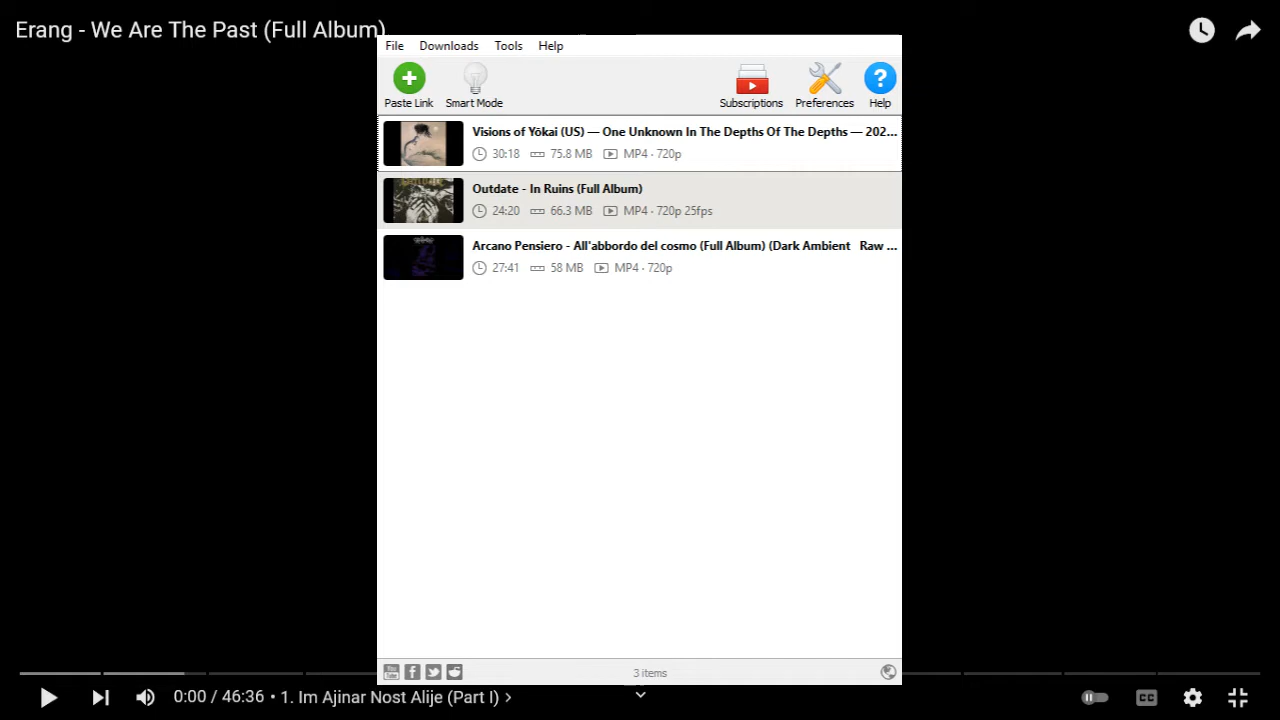 Erang - We Are The Past (Full Album)
File Downloads Tools Help
Paste Link Smart Mode Subscriptions Preferences Help
Visions of Yōkai (US) — One Unknown In The Depths Of The Depths — 202...
30:18 75.8 MB MP4 · 720p
Outdate - In Ruins (Full Album)
24:20 66.3 MB MP4 · 720p 25fps
Arcano Pensiero - All'abbordo del cosmo (Full Album) (Dark Ambient Raw ...
27:41 58 MB MP4 · 720p
You Tube
3 items
0:00 / 46:36 • 1. Im Ajinar Nost Alije (Part I) >
CC